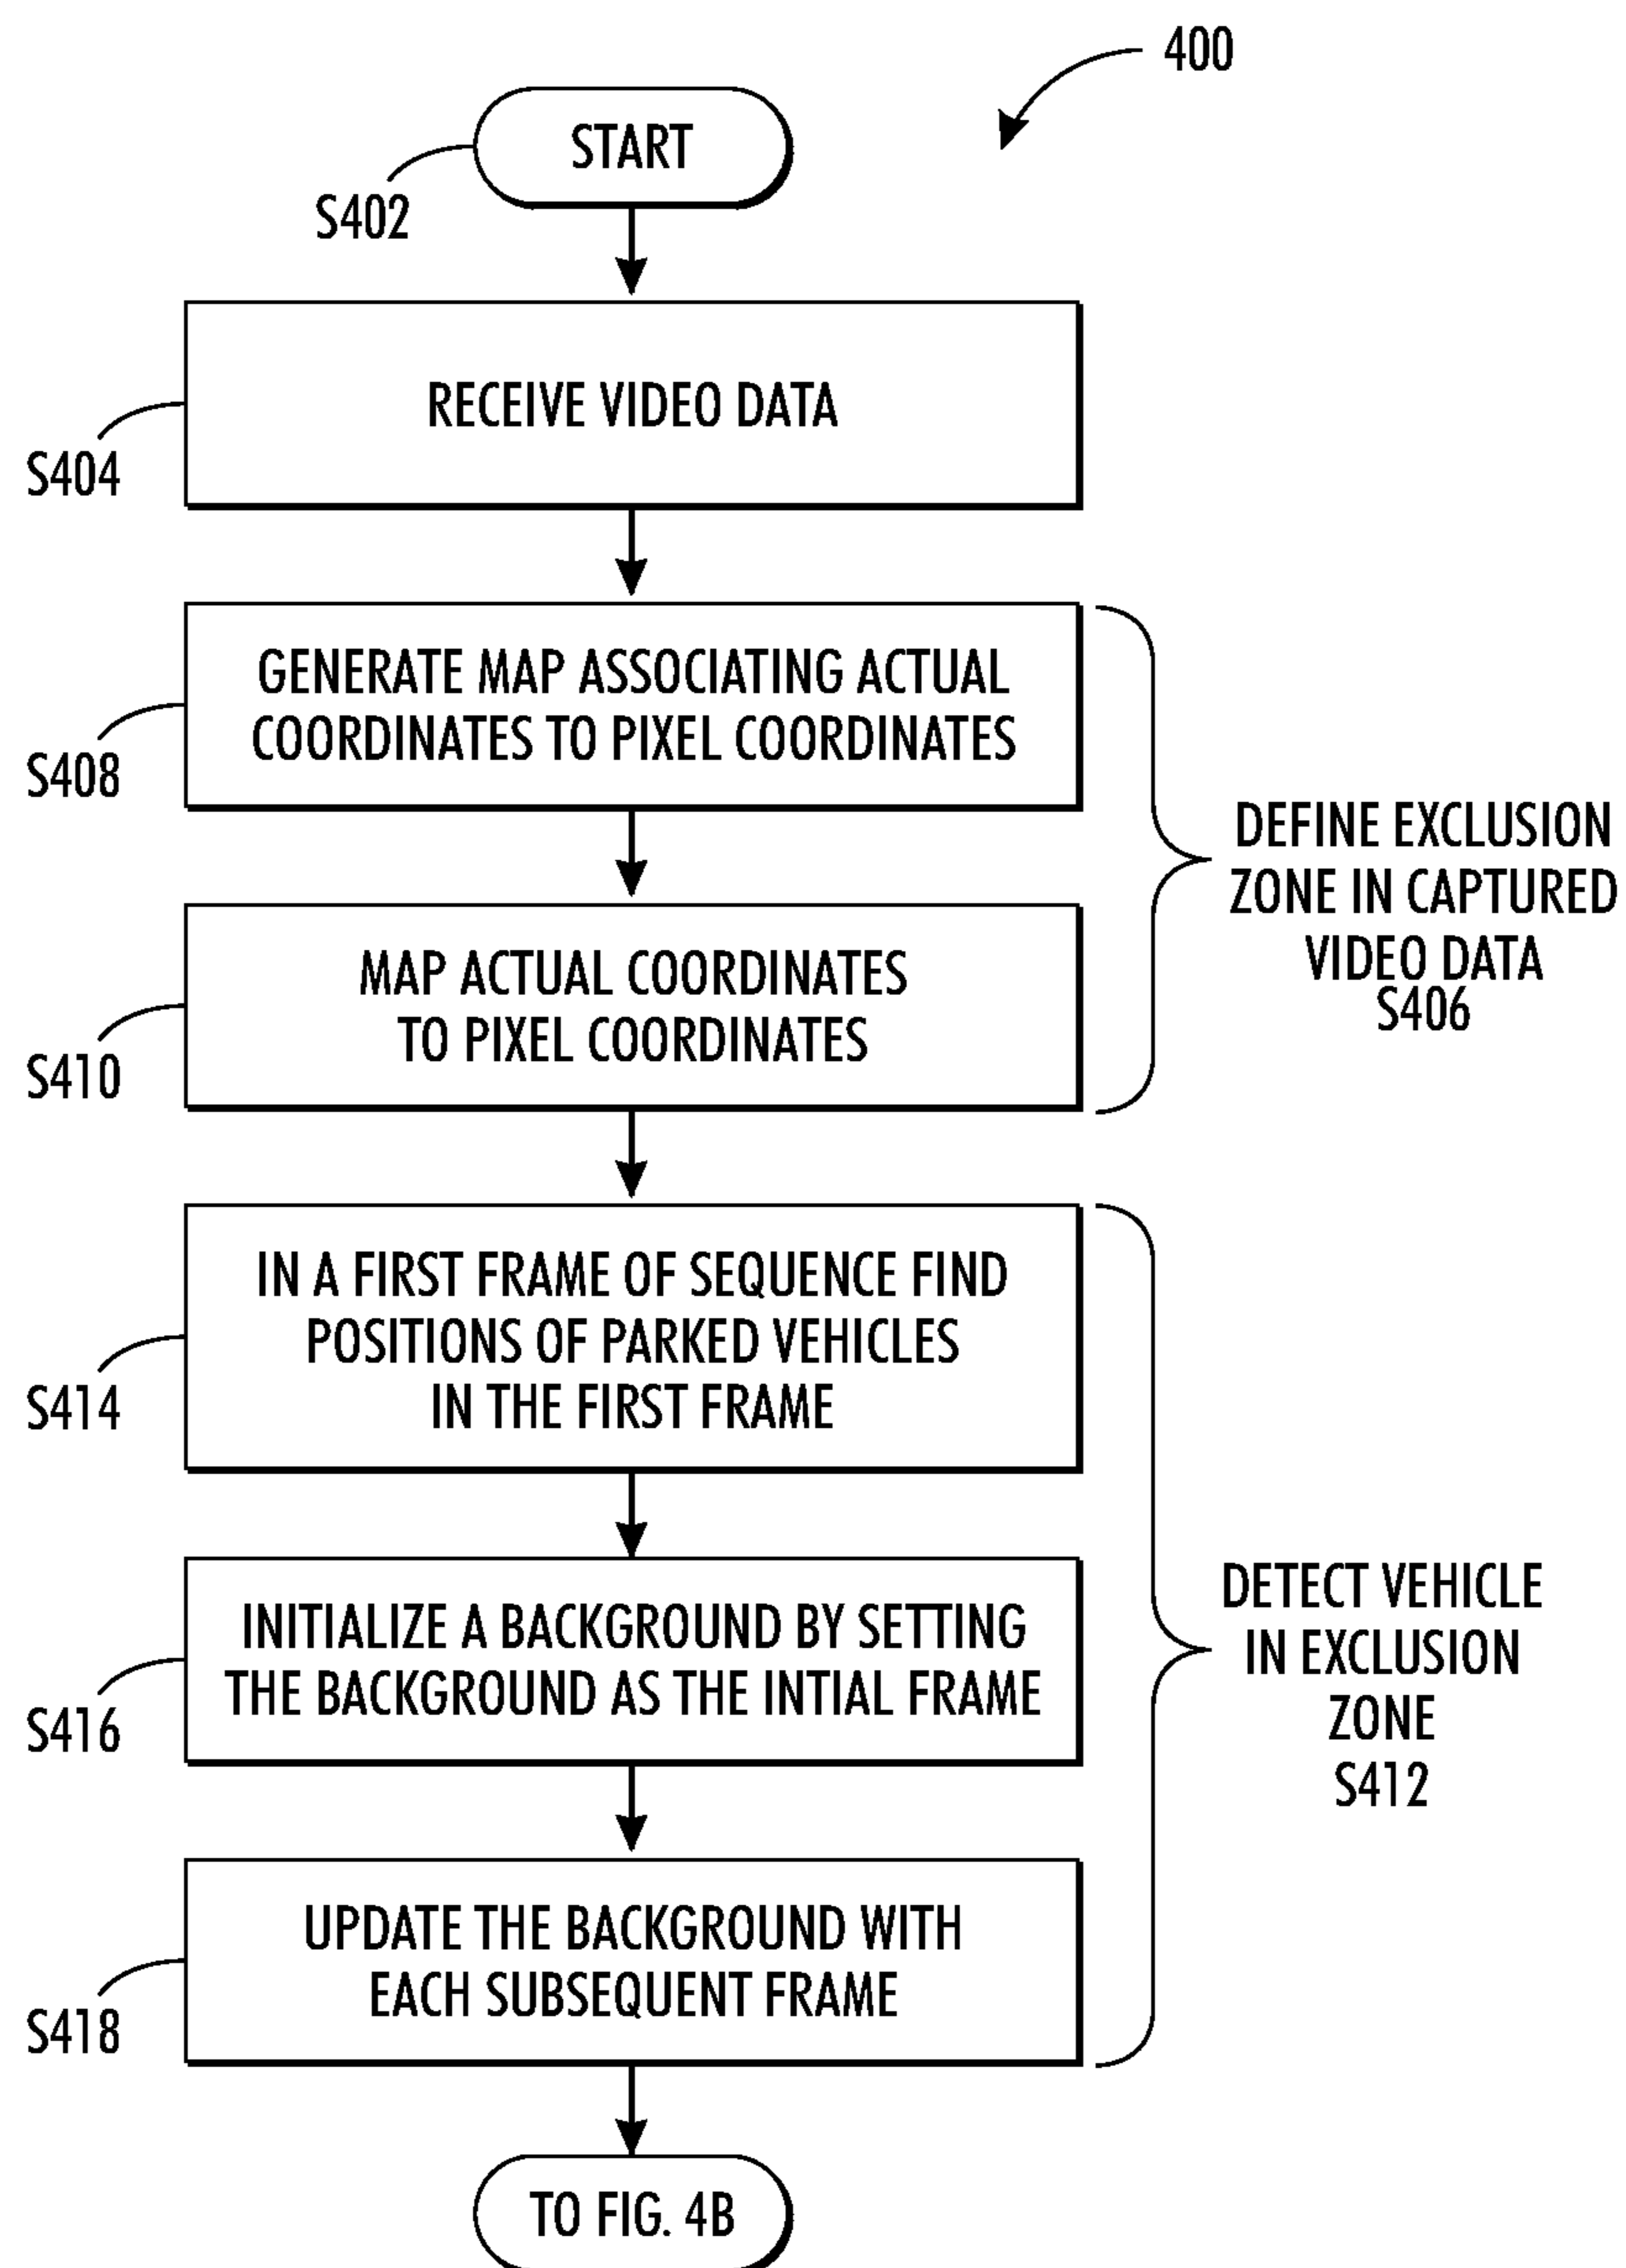 400
START
S402
RECEIVE VIDEO DATA
S404
GENERATE MAP ASSOCIATING ACTUAL
COORDINATES TO PIXEL COORDINATES
S408
DEFINE EXCLUSION
ZONE IN CAPTURED
VIDEO DATA
S406
MAP ACTUAL COORDINATES
TO PIXEL COORDINATES
S410
IN A FIRST FRAME OF SEQUENCE FIND
POSITIONS OF PARKED VEHICLES
IN THE FIRST FRAME
S414
INITIALIZE A BACKGROUND BY SETTING
THE BACKGROUND AS THE INTIAL FRAME
S416
DETECT VEHICLE
IN EXCLUSION
ZONE
S412
UPDATE THE BACKGROUND WITH
EACH SUBSEQUENT FRAME
S418
TO FIG. 4B